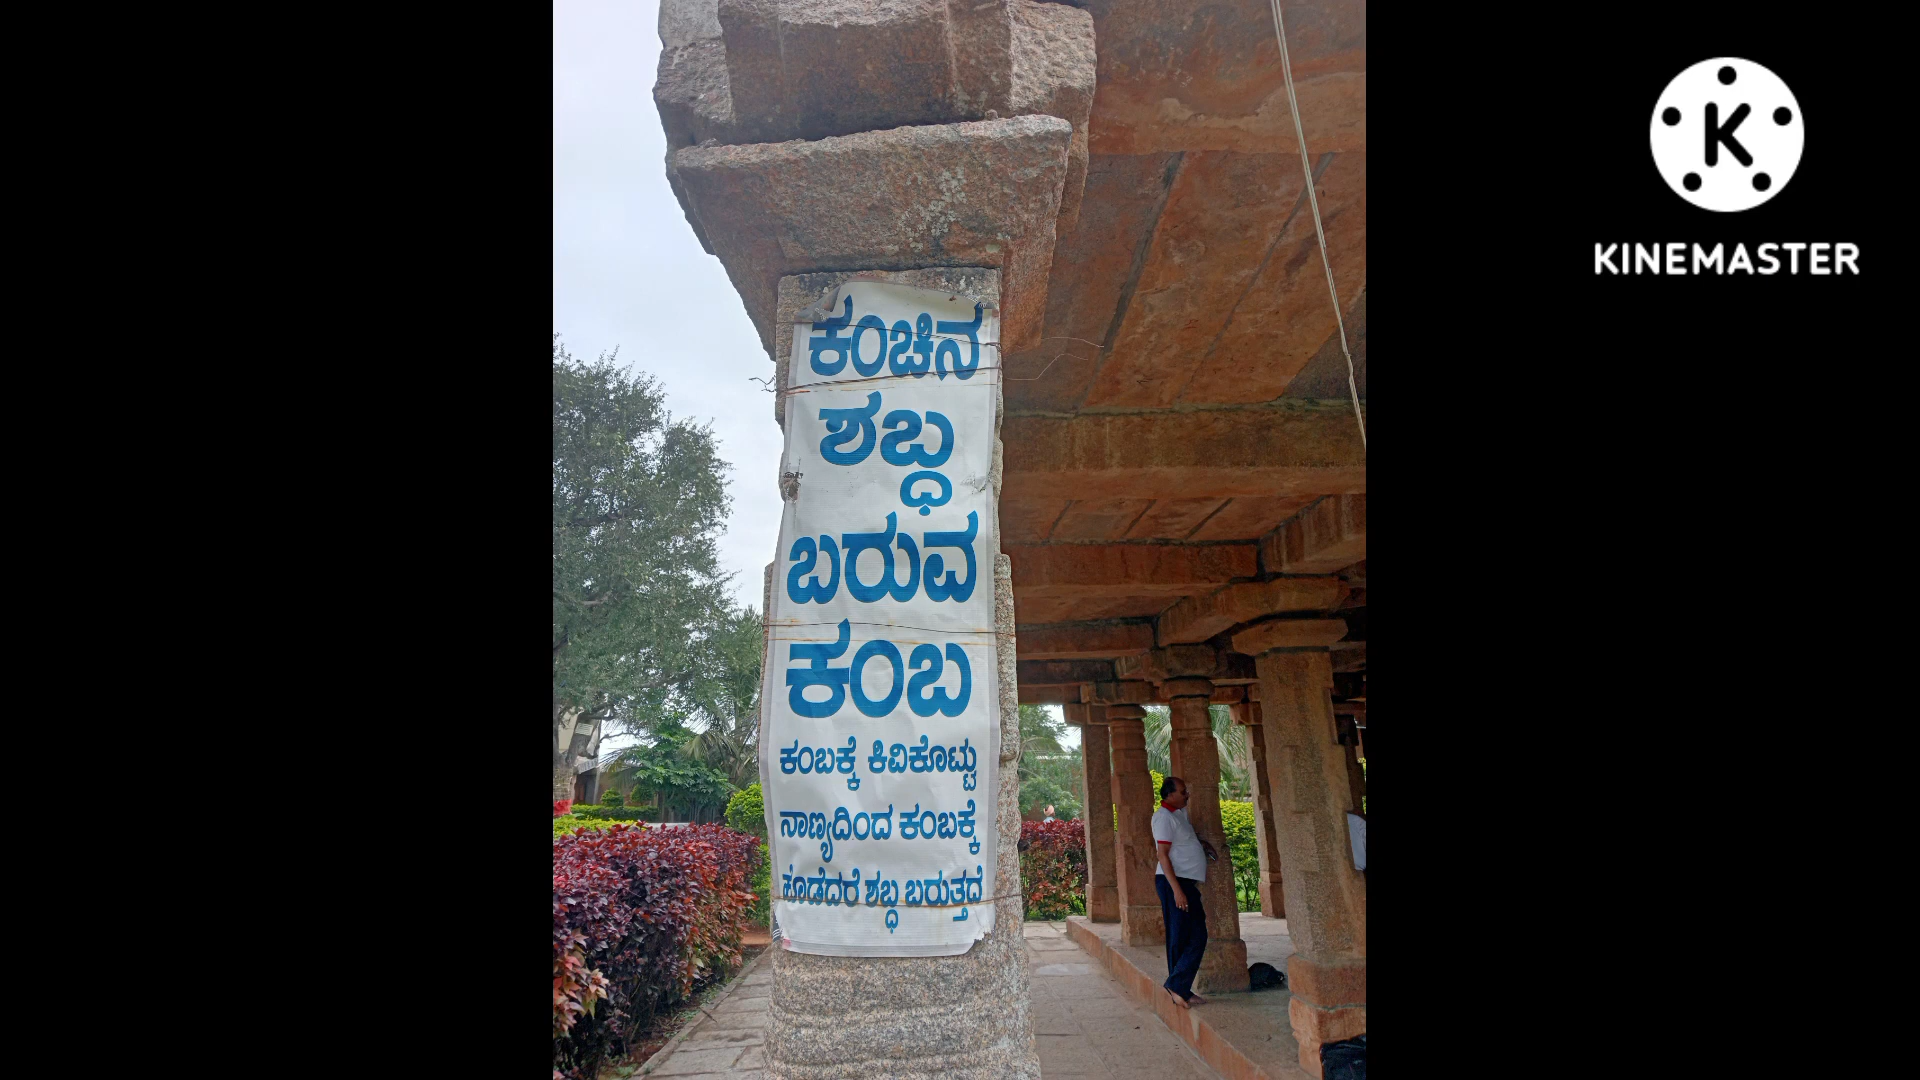 ಕಂಚಿನ
ಶಬ್ಧ
ಬರುವ
ಕಂಬ
ಕಂಬಕ್ಕೆ ಕಿವಿಕೊಟ್ಟು
ನಾಣ್ಯದಿಂದ ಕಂಬಕ್ಕೆ
ಹೊಡೆದರೆ ಶಬ್ಧ ಬರುತ್ತದೆ
K
KINEMASTER